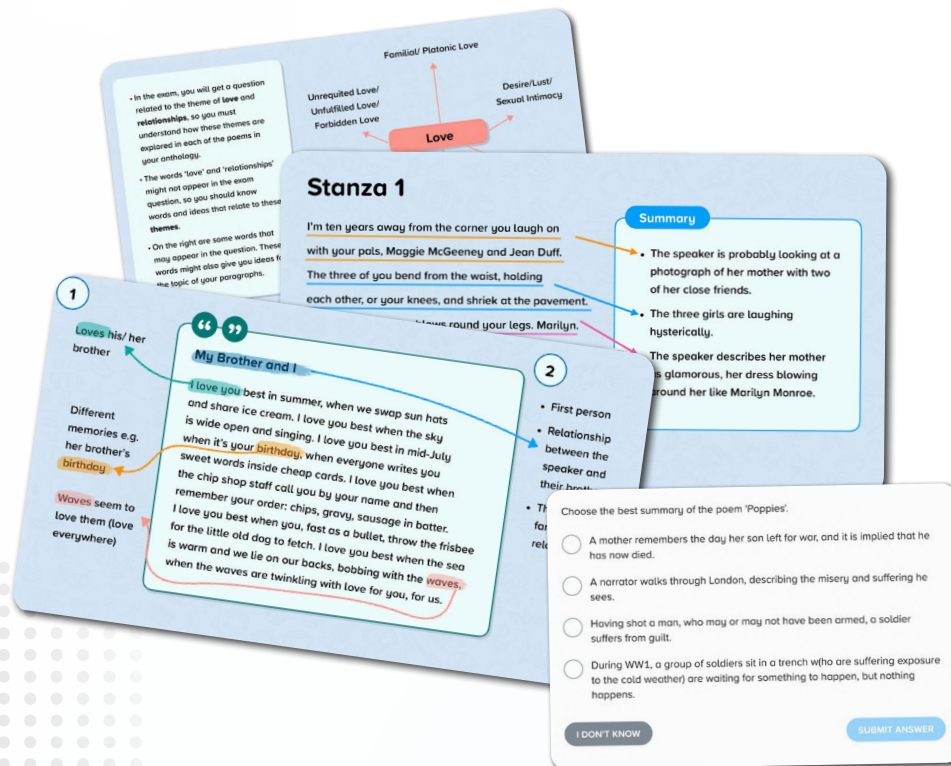 • In the exam, you will get a question
related to the theme of love and
relationships, so you must
understand how these themes are
explored in each of the poems in
your anthology.
• The words 'love' and 'relationships'
might not appear in the exam
question, so you should know
words and ideas that relate to these
themes.
• On the right are some words that
may appear in the question. These
words might also give you ideas
the topic of your paragraphs.
Familial/ Platonic Love
Unrequited Love/
Unfulfilled Love/
Forbidden Love
Desire/Lust/
Sexual Intimacy
Love
Stanza 1
I'm ten years away from the corner you laugh on
with your pals, Maggie McGeeney and Jean Duff.
The three of you bend from the waist, holding
each other, or your knees, and shriek at the pavement.
round your legs. Marilyn.
Summary
• The speaker is probably looking at a
photograph of her mother with two
of her close friends.
• The three girls are laughing
hysterically.
The speaker describes her mother
glamorous, her dress blowing
around her like Marilyn Monroe.
1
Loves his/ her
brother
Different
memories e.g.
her brother's
birthday
Waves seem to
love them (love
everywhere)
“ ”
My Brother and I
I love you best in summer, when we swap sun hats
and share ice cream. I love you best when the sky
is wide open and singing. I love you best in mid-July
when it's your birthday, when everyone writes you
sweet words inside cheap cards. I love you best when
the chip shop staff call you by your name and then
remember your order: chips, gravy, sausage in batter.
I love you best when you, fast as a bullet, throw the frisbee
for the little old dog to fetch. I love you best when the sea
is warm and we lie on our backs, bobbing with the waves,
when the waves are twinkling with love for you, for us.
2
• First person
• Relationship
between the
speaker and
their
Choose the best summary of the poem 'Poppies'.
A mother remembers the day her son left for war, and it is implied that he
has now died.
A narrator walks through London, describing the misery and suffering he
sees.
Having shot a man, who may or may not have been armed, a soldier
suffers from guilt.
During WW1, a group of soldiers sit in a trench w(ho are suffering exposure
to the cold weather) are waiting for something to happen, but nothing
happens.
I DON'T KNOW
SUBMIT ANSWER